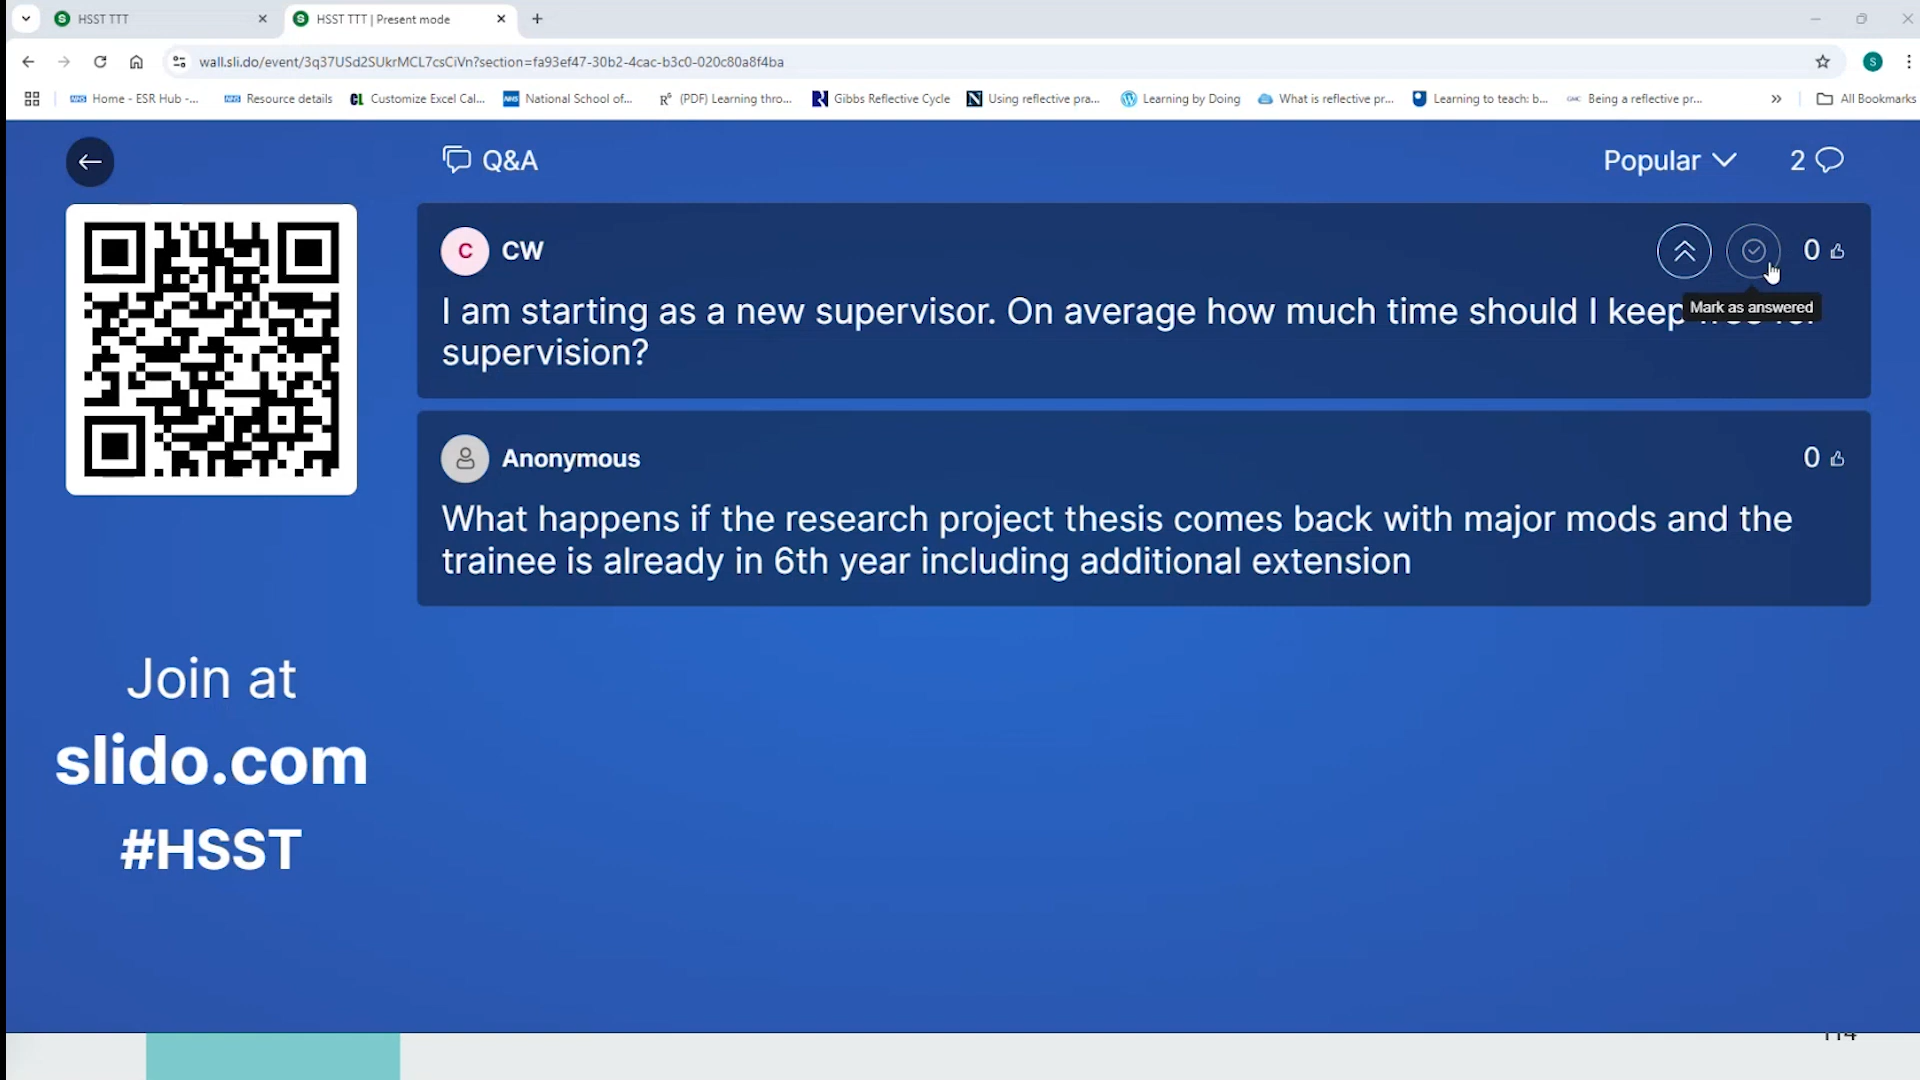 HSST TTT
HSST TTT | Present mode
wall.sli.do/event/3q37USd2SUkrMCL7csCiVn?section=fa93ef47-30b2-4cac-b3c0-020c80a8f4ba
S
Home - ESR Hub -...
Resource details
Customize Excel Cal...
National School of...
(PDF) Learning thro...
Gibbs Reflective Cycle
Using reflective pra...
Learning by Doing
What is reflective pr...
Learning to teach: b...
Being a reflective pr...
All Bookmarks
Q&A
Popular
2
C CW
0
I am starting as a new supervisor. On average how much time should I keep
Mark as answered
supervision?
Anonymous
0
What happens if the research project thesis comes back with major mods and the
trainee is already in 6th year including additional extension
Join at
slido.com
#HSST